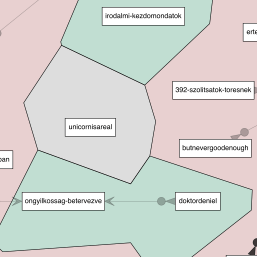 irodalmi-kezdomondatok
392-szolitsatok-toresnek
unicornisareal
butnevergoodenough
ongyilkossag-betervezve
doktordeniel